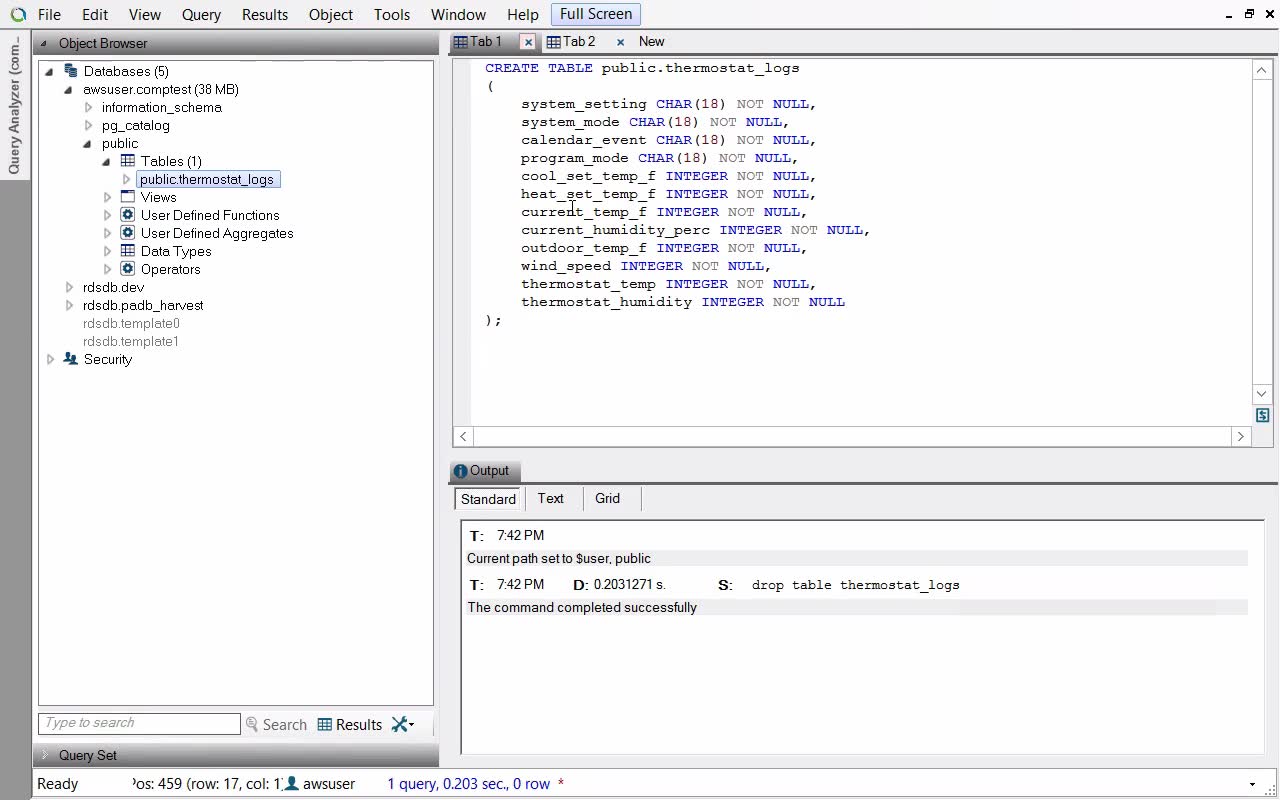 File Edit View Query Results Object Tools Window Help Full Screen
Query Analyzer (com...
Object Browser
Databases (5)
awsuser.comptest (38 MB)
information_schema
pg_catalog
public
Tables (1)
public.thermostat_logs
Views
User Defined Functions
User Defined Aggregates
Data Types
Operators
rdsdb.dev
rdsdb.padb_harvest
rdsdb.template0
rdsdb.template1
Security
Type to search Search Results
Query Set
Tab 1 Tab 2 New
CREATE TABLE public.thermostat_logs
(
system_setting CHAR(18) NOT NULL,
system_mode CHAR(18) NOT NULL,
calendar_event CHAR(18) NOT NULL,
program_mode CHAR(18) NOT NULL,
cool_set_temp_f INTEGER NOT NULL,
heat_set_temp_f INTEGER NOT NULL,
current_temp_f INTEGER NOT NULL,
current_humidity_perc INTEGER NOT NULL,
outdoor_temp_f INTEGER NOT NULL,
wind_speed INTEGER NOT NULL,
thermostat_temp INTEGER NOT NULL,
thermostat_humidity INTEGER NOT NULL
);
Output
Standard Text Grid
T: 7:42 PM
Current path set to $user, public
T: 7:42 PM D: 0.2031271 s. S: drop table thermostat_logs
The command completed successfully
Ready Pos: 459 (row: 17, col: 1) awsuser 1 query, 0.203 sec., 0 row *